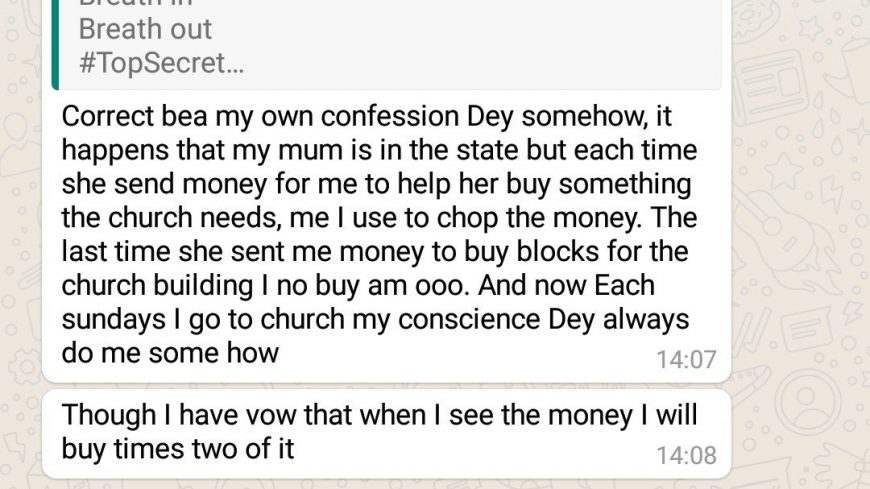 Breath in
Breath out
#TopSecret...
Correct bea my own confession Dey somehow, it
happens that my mum is in the state but each time
she send money for me to help her buy something
the church needs, me I use to chop the money. The
last time she sent me money to buy blocks for the
church building I no buy am ooo. And now Each
sundays I go to church my conscience Dey always
do me some how
14:07
Though I have vow that when I see the money I will
buy times two of it
14:08